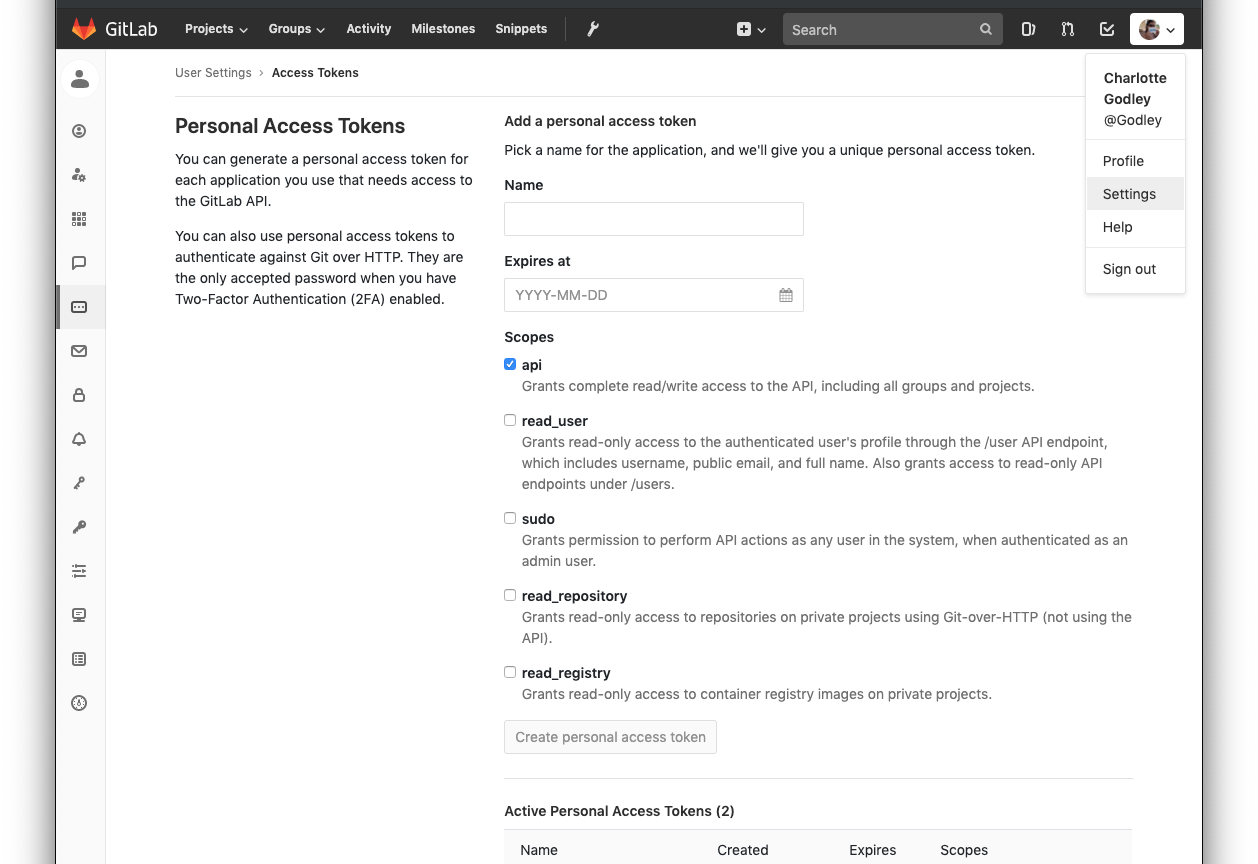 GitLab Projects Groups Activity Milestones Snippets Search
User Settings › Access Tokens
Charlotte
Godley
@Godley
Profile
Settings
Help
Sign out
Personal Access Tokens
You can generate a personal access token for
each application you use that needs access to
the GitLab API.
You can also use personal access tokens to
authenticate against Git over HTTP. They are
the only accepted password when you have
Two-Factor Authentication (2FA) enabled.
Add a personal access token
Pick a name for the application, and we'll give you a unique personal access token.
Name
Expires at
YYYY-MM-DD
Scopes
api
Grants complete read/write access to the API, including all groups and projects.
read_user
Grants read-only access to the authenticated user's profile through the /user API endpoint,
which includes username, public email, and full name. Also grants access to read-only API
endpoints under /users.
sudo
Grants permission to perform API actions as any user in the system, when authenticated as an
admin user.
read_repository
Grants read-only access to repositories on private projects using Git-over-HTTP (not using the
API).
read_registry
Grants read-only access to container registry images on private projects.
Create personal access token
Active Personal Access Tokens (2)
Name Created Expires Scopes